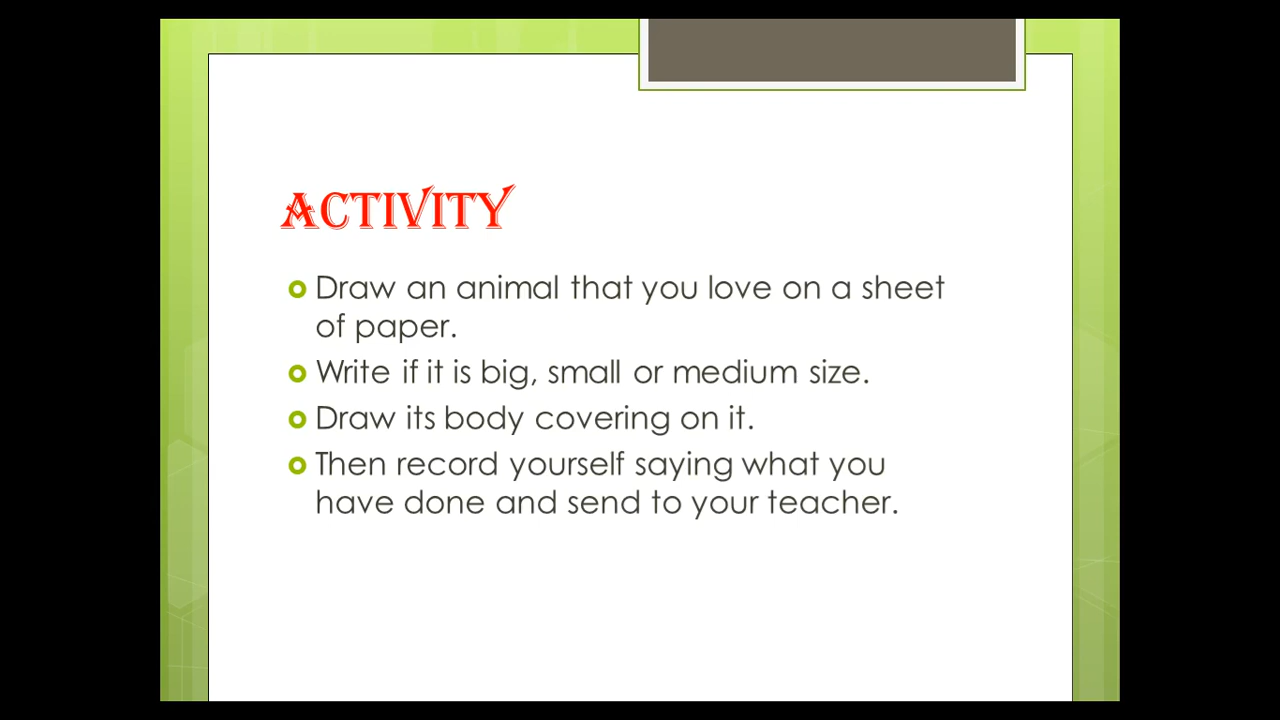 ACTIVITY
Draw an animal that you love on a sheet
of paper.
Write if it is big, small or medium size.
Draw its body covering on it.
Then record yourself saying what you
have done and send to your teacher.